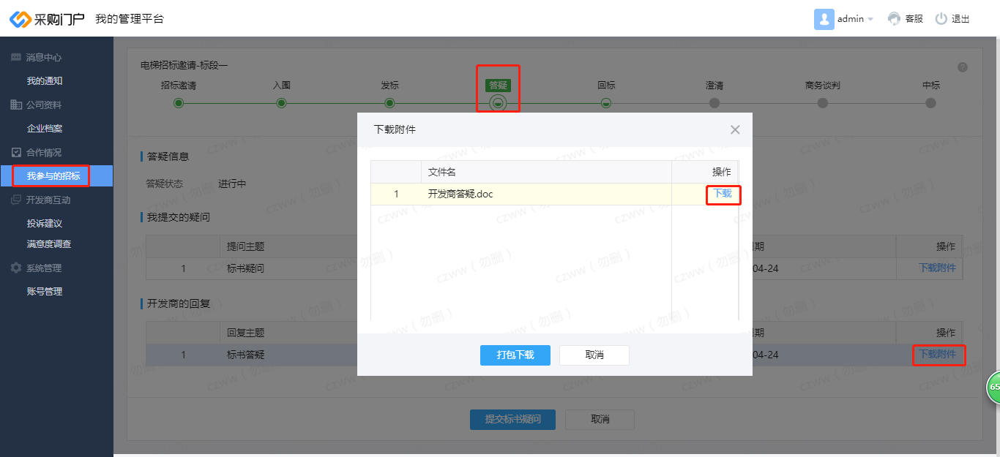 采购门户 我的管理平台 admin 客服 退出
消息中心
我的通知
公司资料
企业档案
合作情况
我参与的招标
开发商互动
投诉建议
满意度调查
系统管理
账号管理
电梯招标邀请-标段一
招标邀请 入围 发标 答疑 回标 澄清 商务谈判 中标
答疑信息
答疑状态 进行中
我提交的疑问
提问主题 期 操作
1 标书疑问 04-24 下载附件
开发商的回复
回复主题 期 操作
1 标书答疑 04-24 下载附件
提交标书疑问 取消
下载附件
文件名 操作
1 开发商答疑.doc 下载
打包下载 取消
czww（勿删）
65